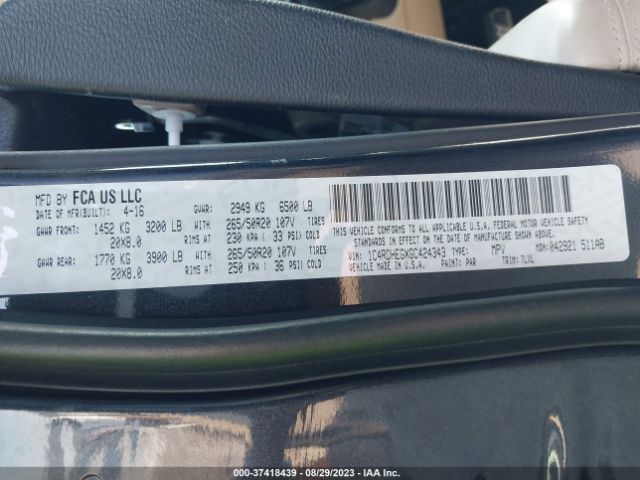 MFD BY FCA US LLC
DATE OF MFR(BUILT): 4-16 GVWR: 2949 KG 6500 LB
GAWR FRONT: 1452 KG 3200 LB WITH 265/50R20 107V TIRES
20X8.0 RIMS AT 230 KPA ( 33 PSI) COLD
GAWR REAR: 1770 KG 3900 LB WITH 265/50R20 107V TIRES
20X8.0 RIMS AT 250 KPA ( 36 PSI) COLD
THIS VEHICLE CONFORMS TO ALL APPLICABLE U.S.A. FEDERAL MOTOR VEHICLE SAFETY
STANDARDS IN EFFECT ON THE DATE OF MANUFACTURE SHOWN ABOVE.
VIN: 1C4RDHEGXGC424343 TYPE: MPV MDH: 042921 511AB
VEHICLE MADE IN U.S.A. PAINT: PAR TRIM: TLXL
000-37418439 - 08/29/2023 - IAA Inc.